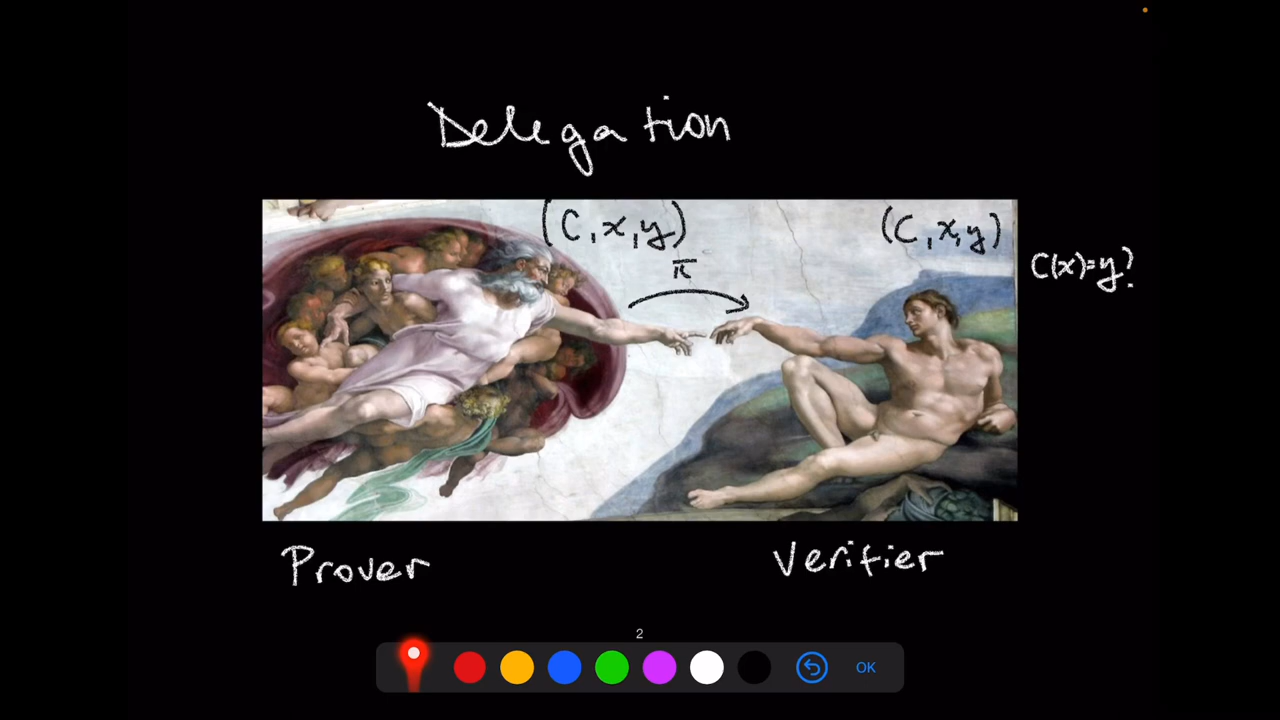 Delegation
(C, x, y)
(C, x, y)
π
C(x)=y?
Prover
Verifier
2
OK